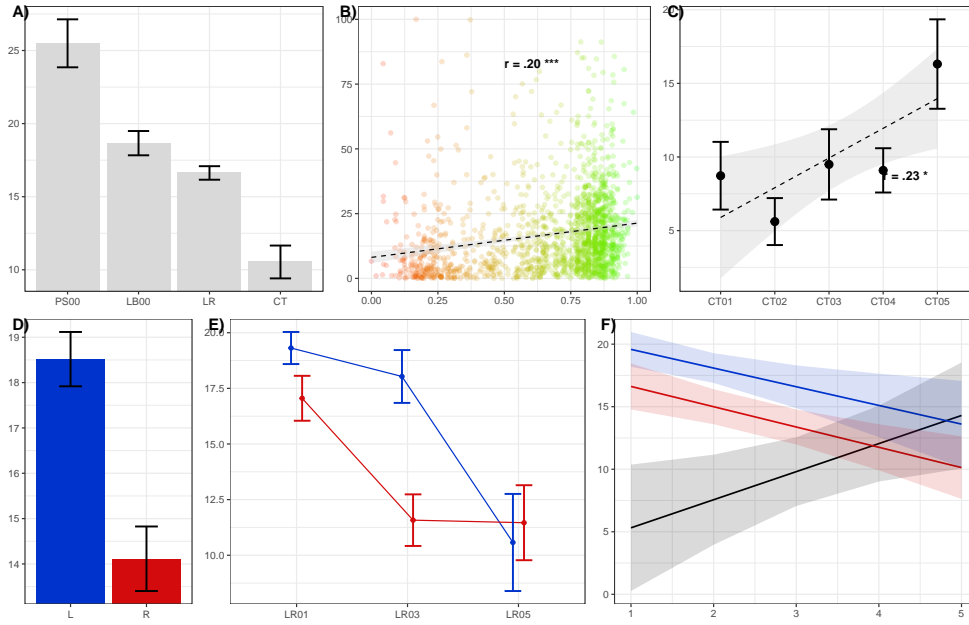 A)
25
20
15
10
PS00 LB00 LR CT
B)
100
75
50
25
0
r = .20 ***
0.00 0.25 0.50 0.75 1.00
C)
20
15
10
5
r = .23 *
CT01 CT02 CT03 CT04 CT05
D)
19
18
17
16
15
14
L R
E)
20.0
17.5
15.0
12.5
10.0
LR01 LR03 LR05
F)
20
15
10
5
0
1 2 3 4 5